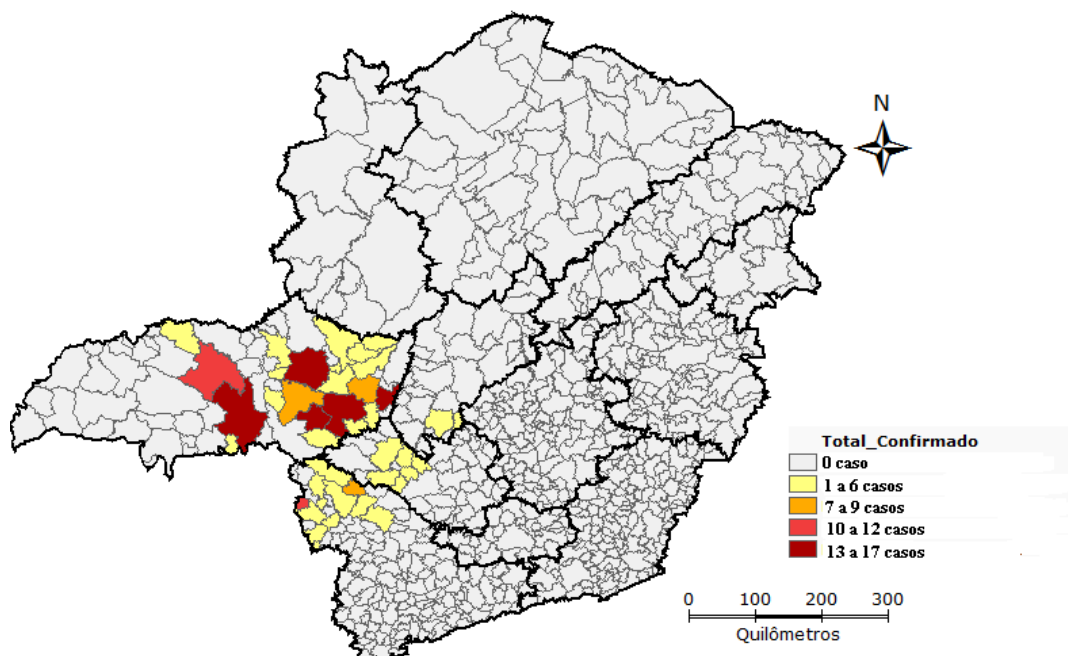 N
Total_Confirmado
0 caso
1 a 6 casos
7 a 9 casos
10 a 12 casos
13 a 17 casos
0 100 200 300
Quilômetros